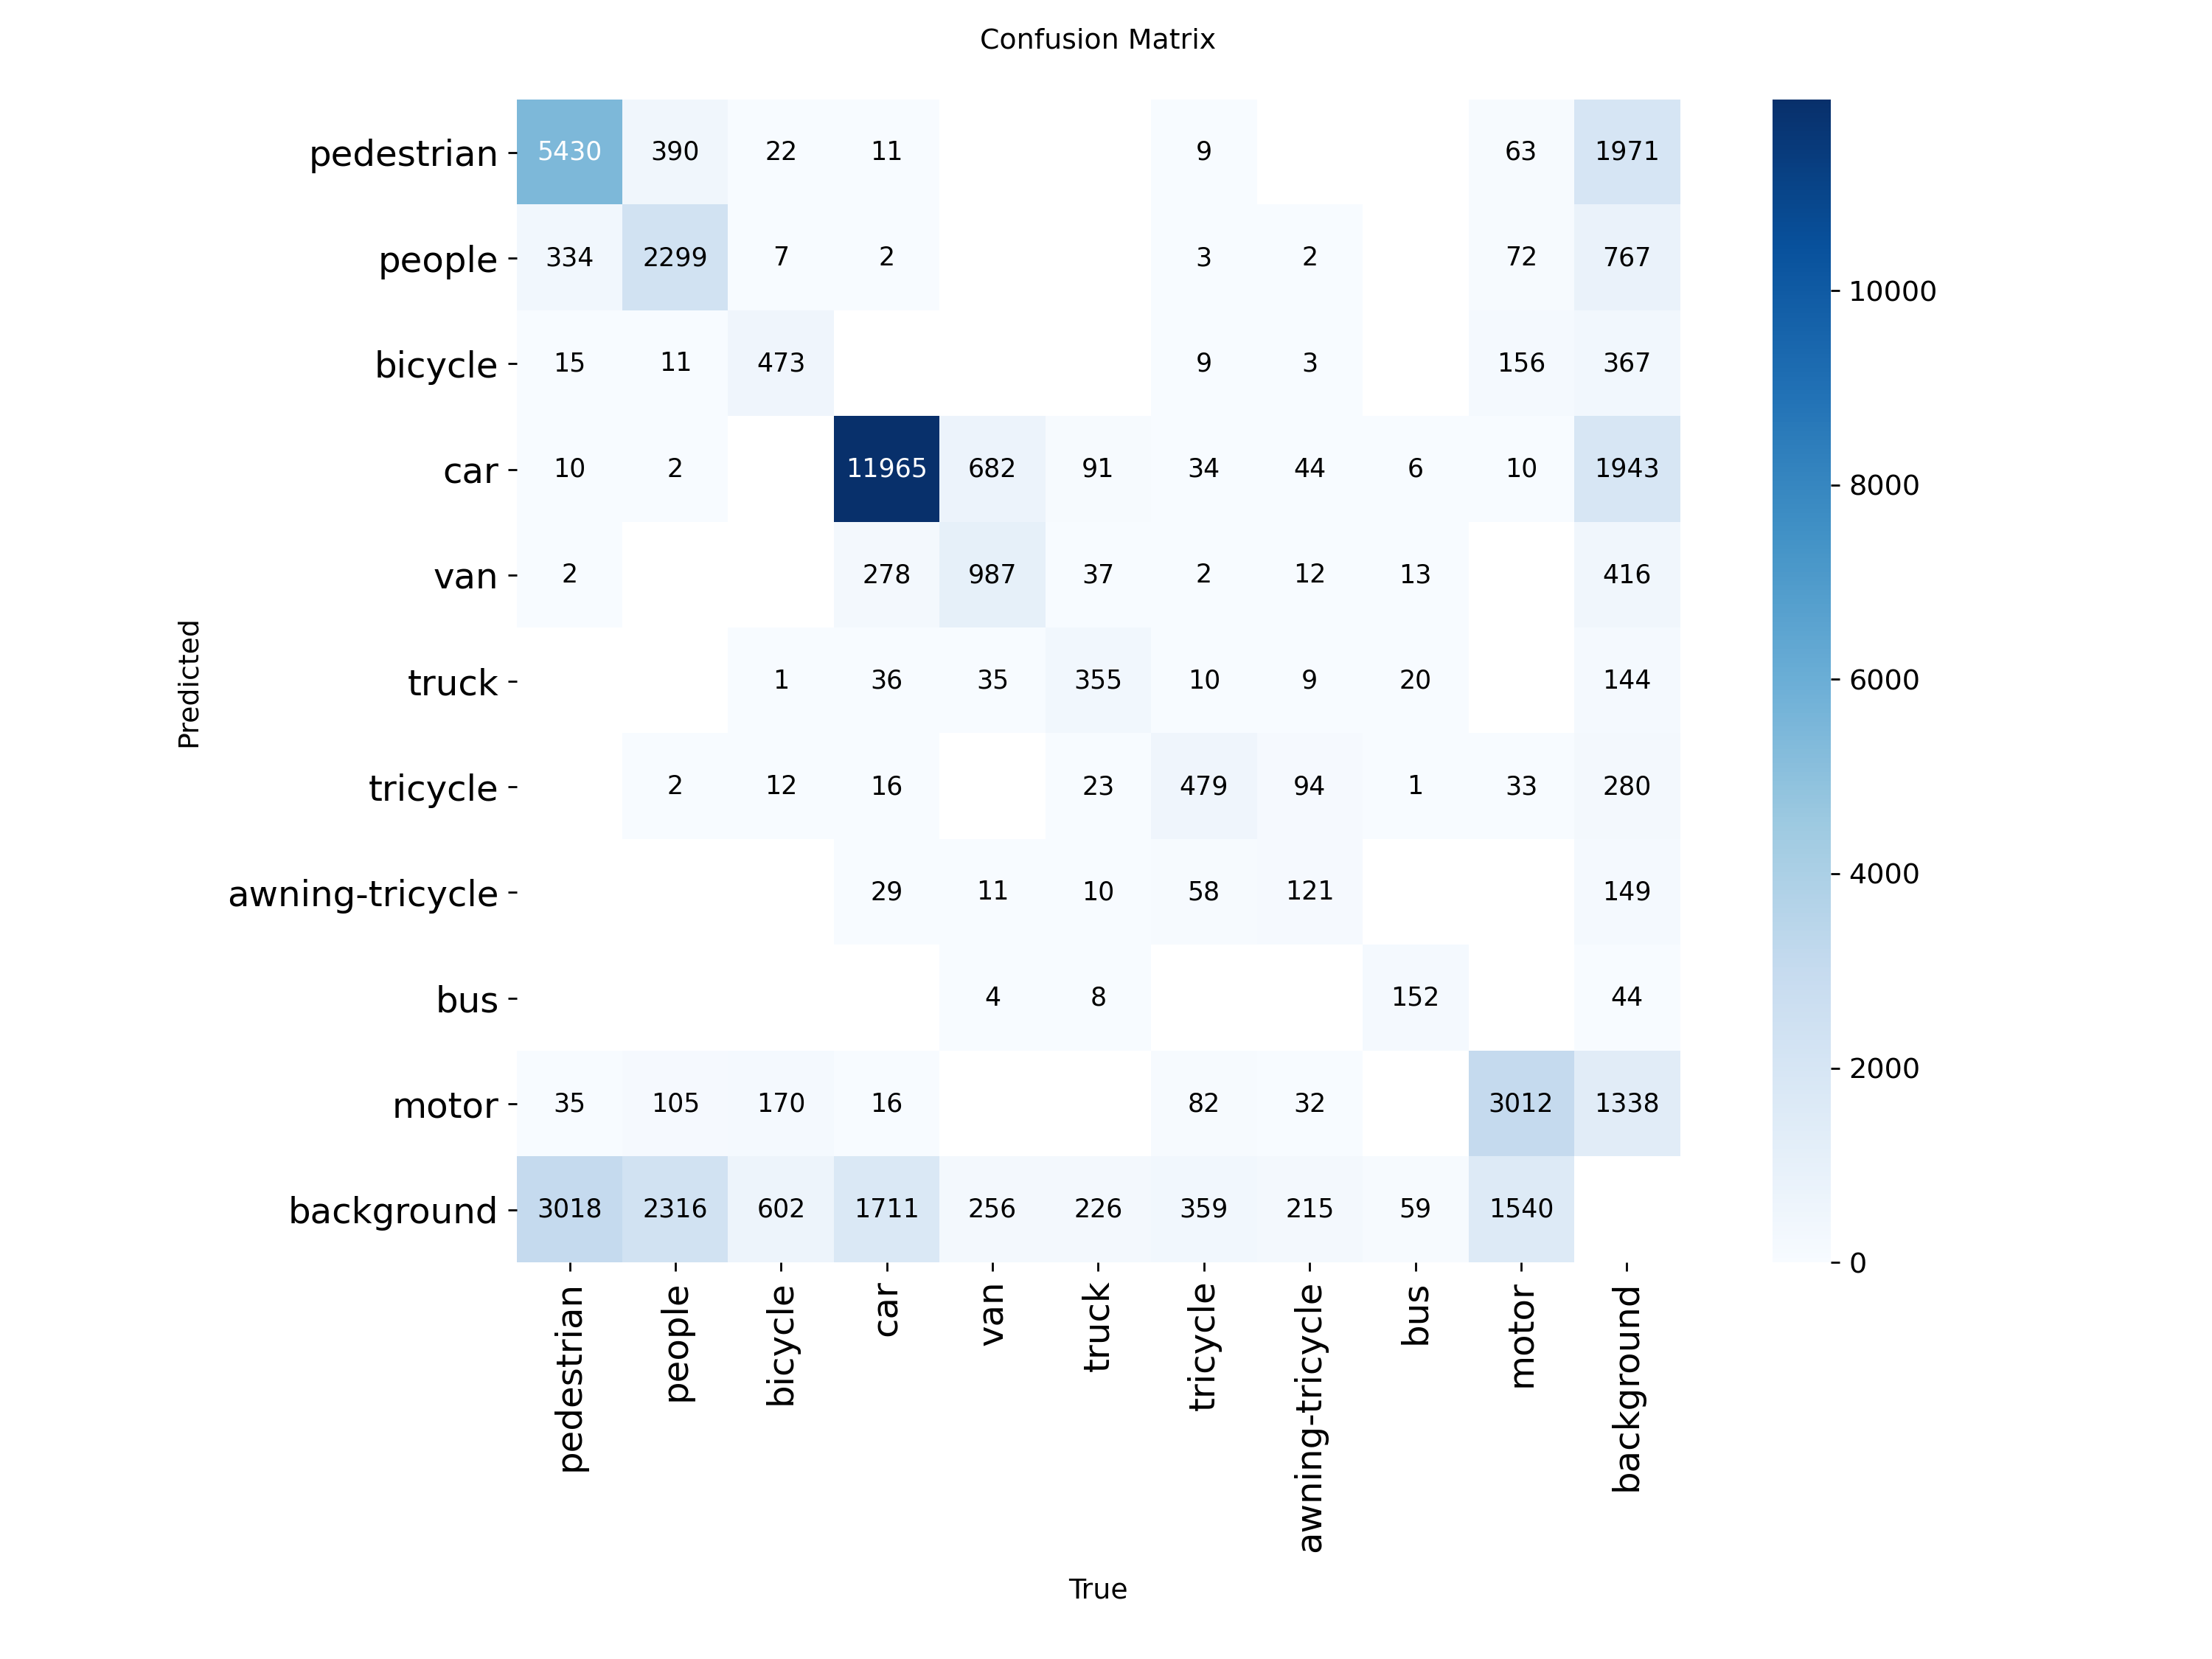 Confusion Matrix
pedestrian 5430 390 22 11 9 63 1971
people 334 2299 7 2 3 2 72 767
bicycle 15 11 473 9 3 156 367
car 10 2 11965 682 91 34 44 6 10 1943
van 2 278 987 37 2 12 13 416
truck 1 36 35 355 10 9 20 144
tricycle 2 12 16 23 479 94 1 33 280
awning-tricycle 29 11 10 58 121 149
bus 4 8 152 44
motor 35 105 170 16 82 32 3012 1338
background 3018 2316 602 1711 256 226 359 215 59 1540
pedestrian
people
bicycle
car
van
truck
tricycle
awning-tricycle
bus
motor
background
True
Predicted
10000
8000
6000
4000
2000
0